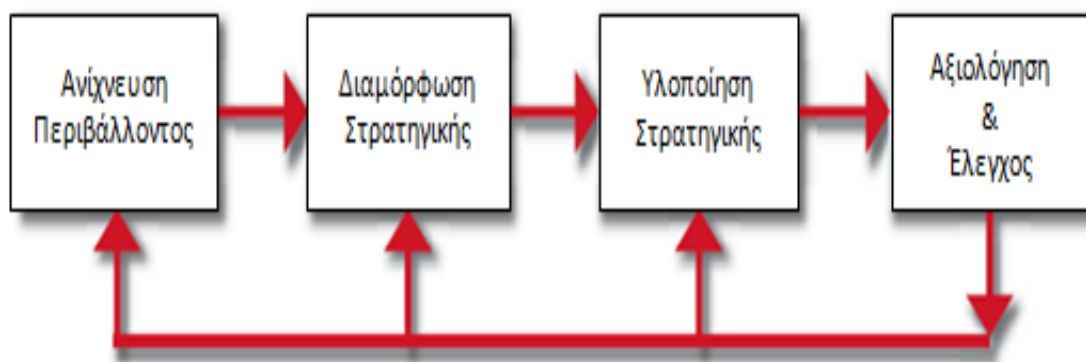 Ανίχνευση
Περιβάλλοντος
Διαμόρφωση
Στρατηγικής
Υλοποίηση
Στρατηγικής
Αξιολόγηση
&
Έλεγχος